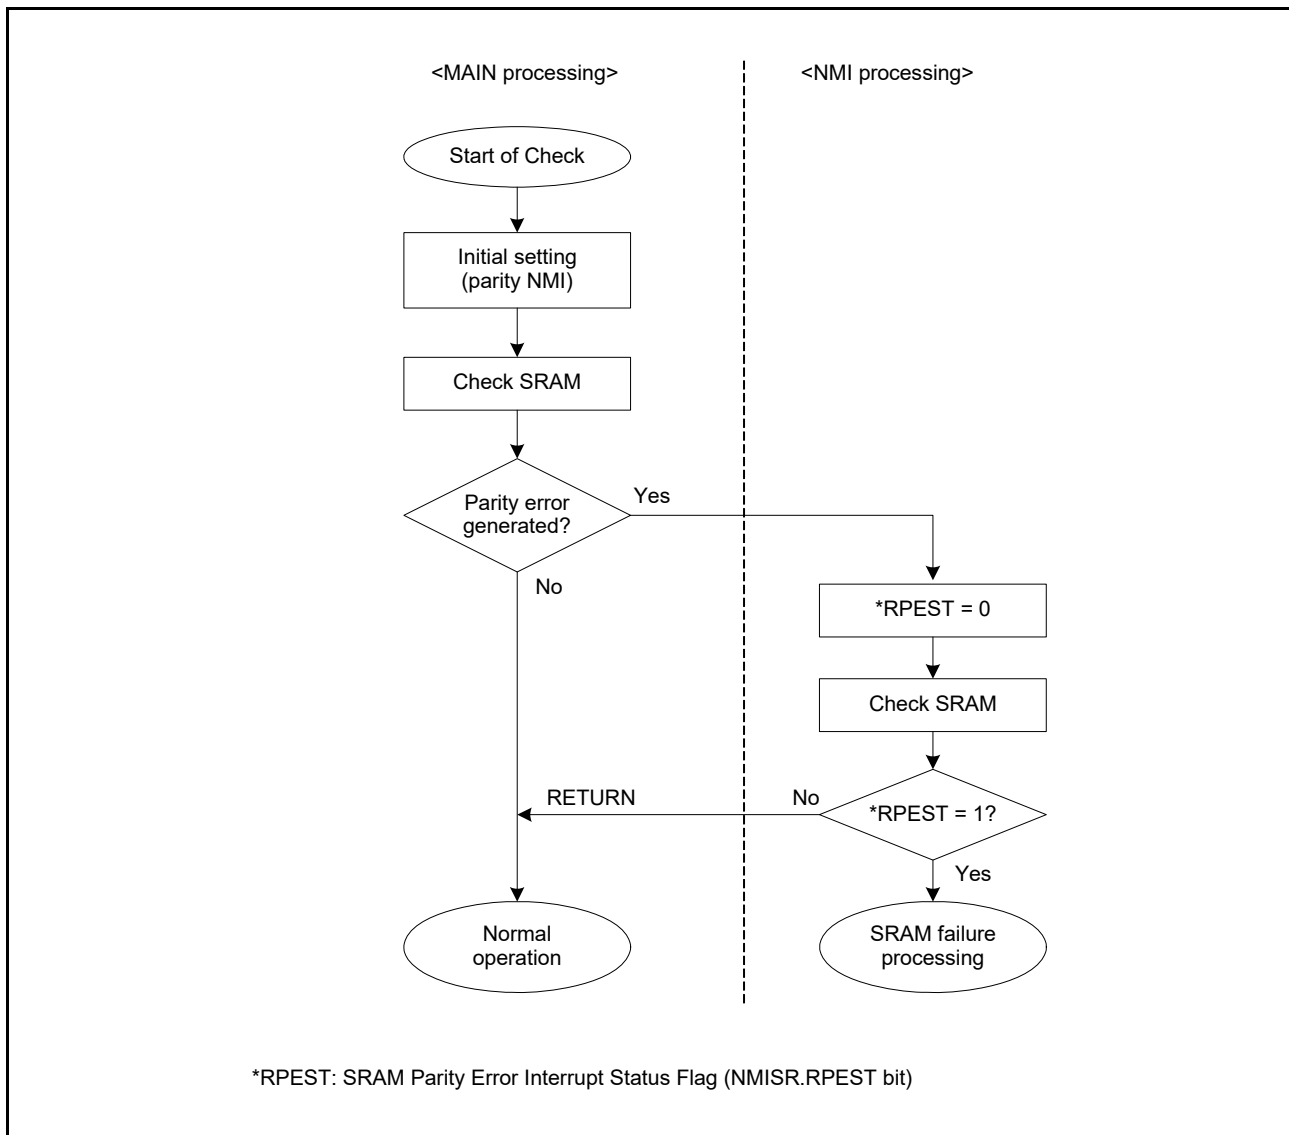 <MAIN processing>
<NMI processing>
Start of Check
Initial setting
(parity NMI)
Check SRAM
Parity error
generated?
Yes
No
*RPEST = 0
Check SRAM
*RPEST = 1?
No
RETURN
Yes
Normal
operation
SRAM failure
processing
*RPEST: SRAM Parity Error Interrupt Status Flag (NMISR.RPEST bit)